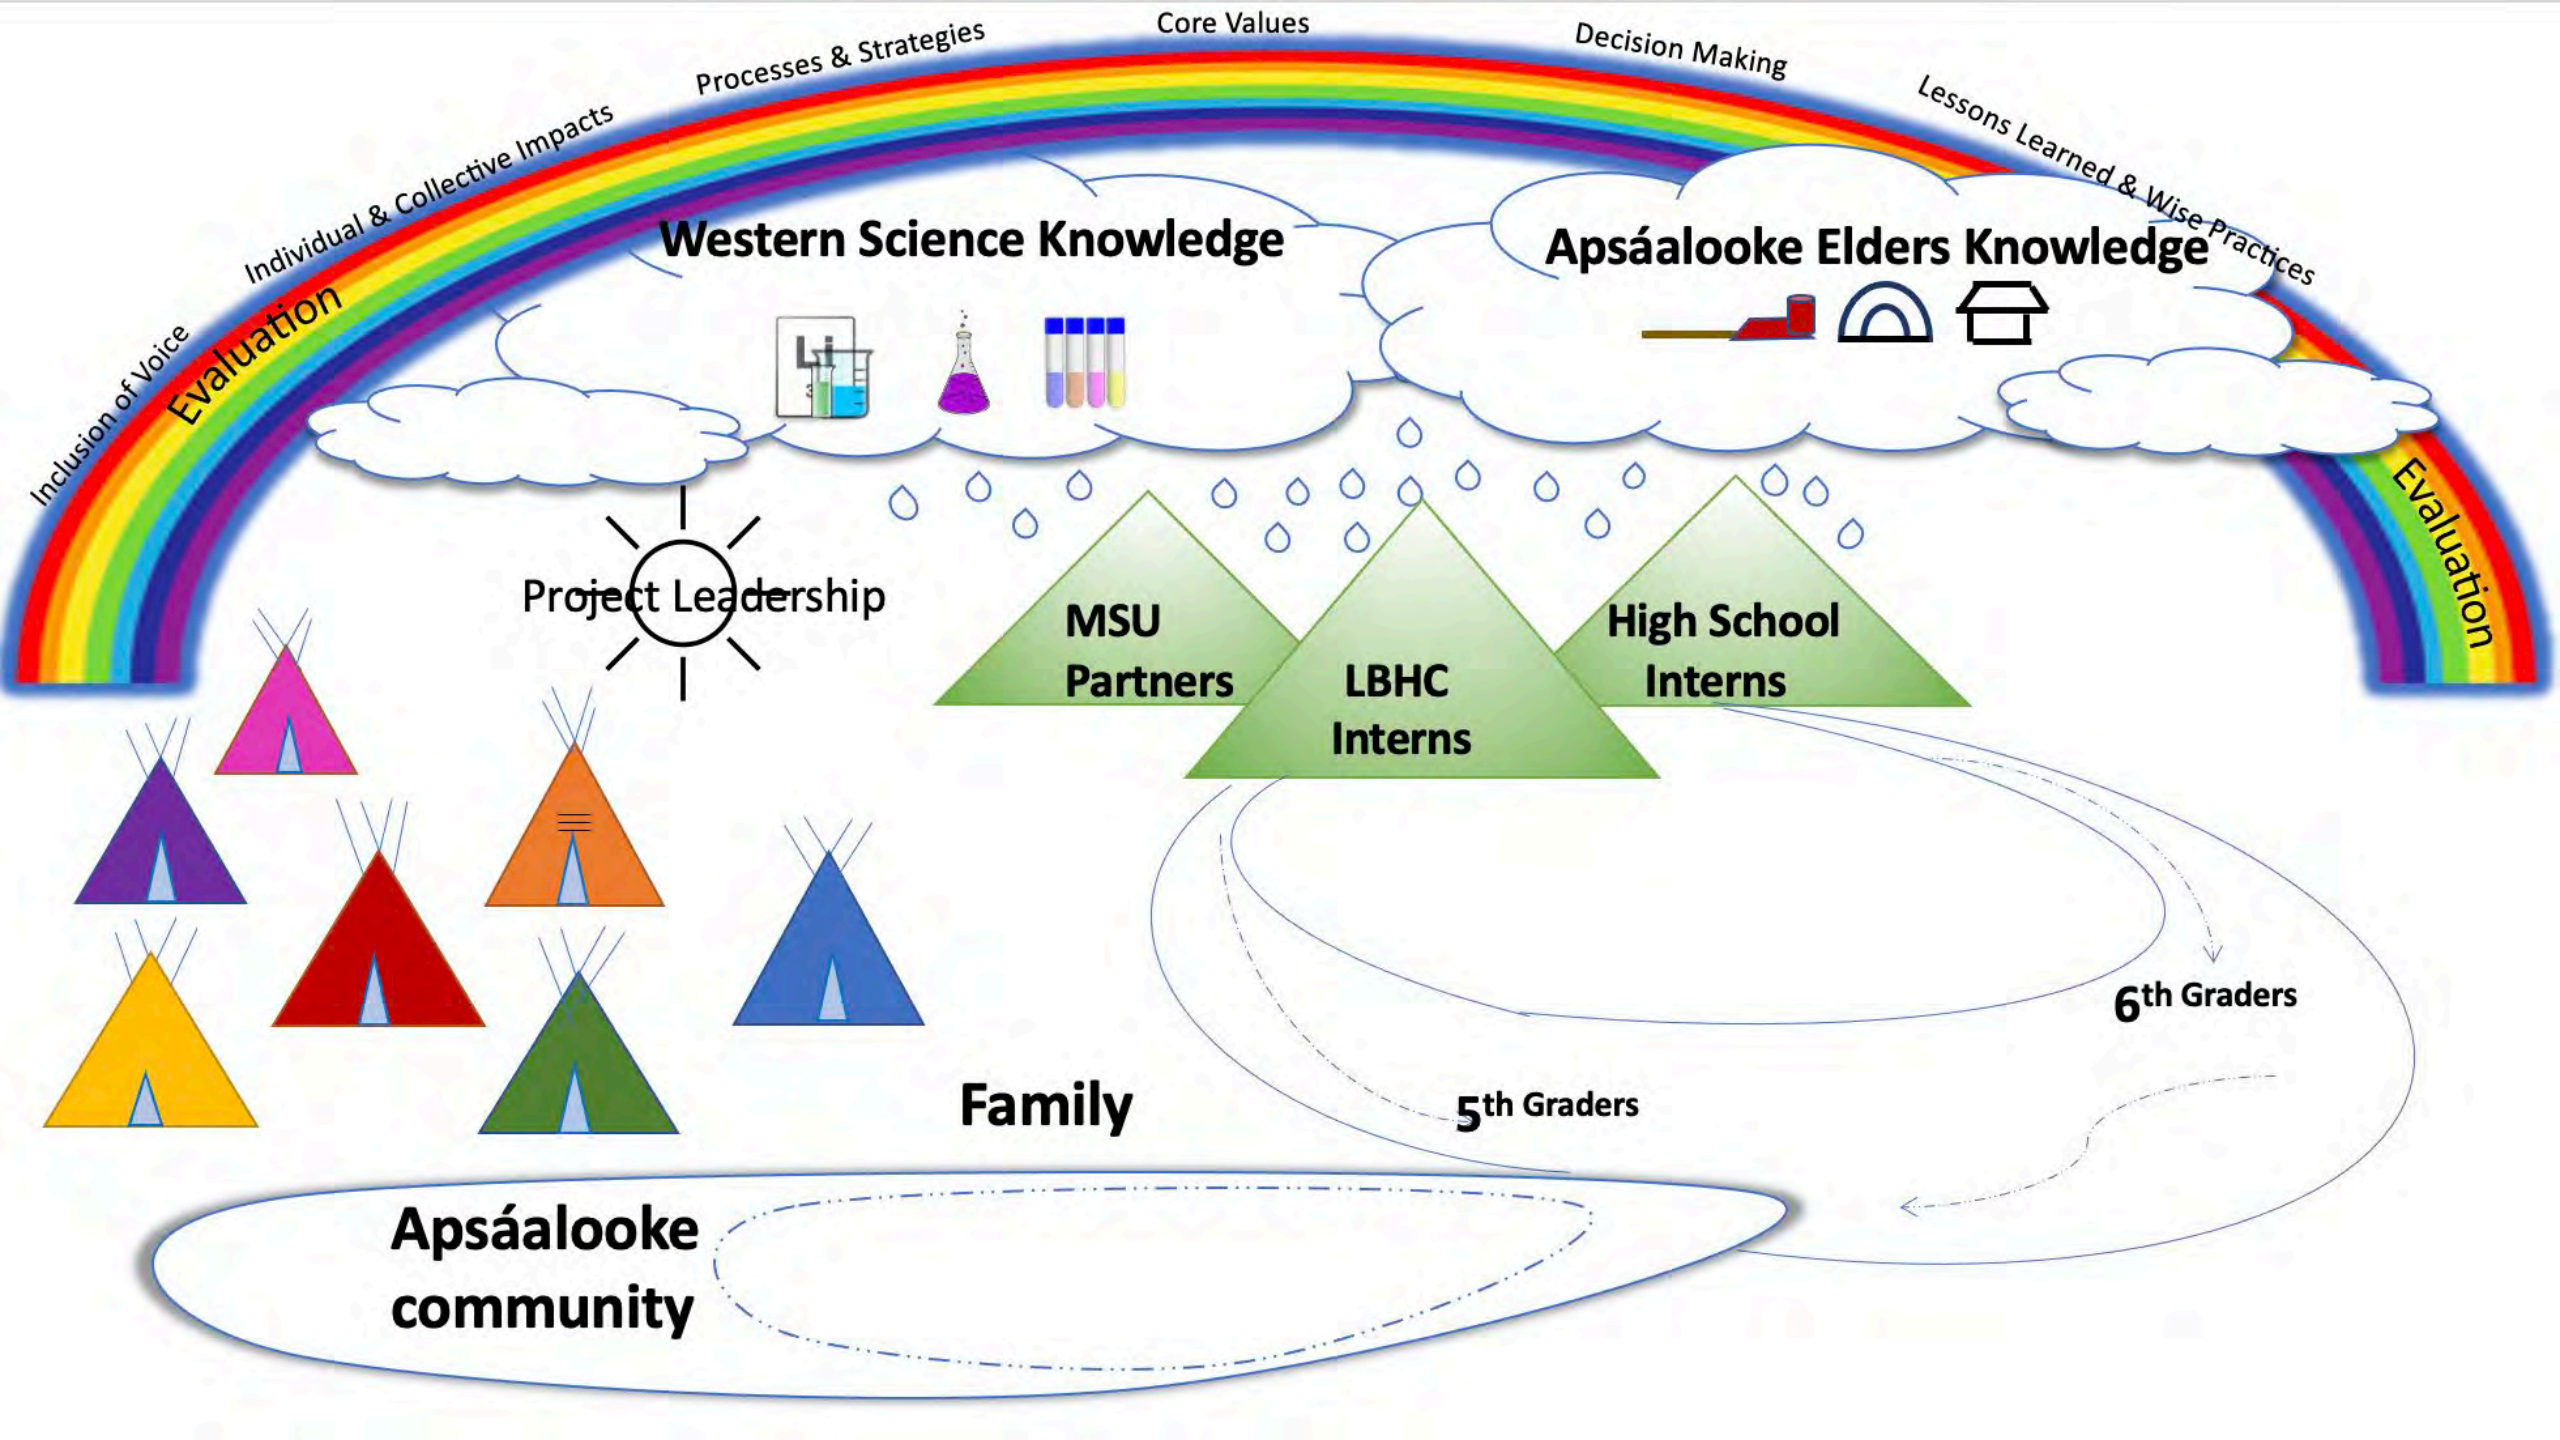 Core Values
Processes & Strategies
Decision Making
Individual & Collective Impacts
Lessons Learned & Wise Practices
Inclusion of Voice
Evaluation
Western Science Knowledge
Apsáalooke Elders Knowledge
Li
3
Evaluation
Project Leadership
MSU
Partners
LBHC
Interns
High School
Interns
6th Graders
5th Graders
Family
Apsáalooke
community